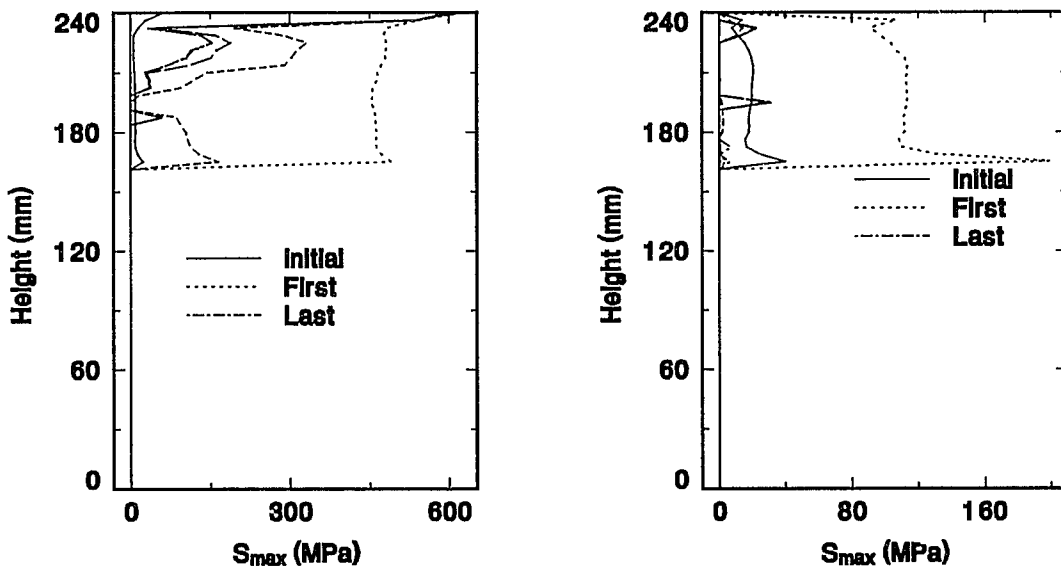 240
180
120
60
0
Height (mm)
Initial
First
Last
0 300 600
Smax (MPa)
240
180
120
60
0
Height (mm)
Initial
First
Last
0 80 160
Smax (MPa)